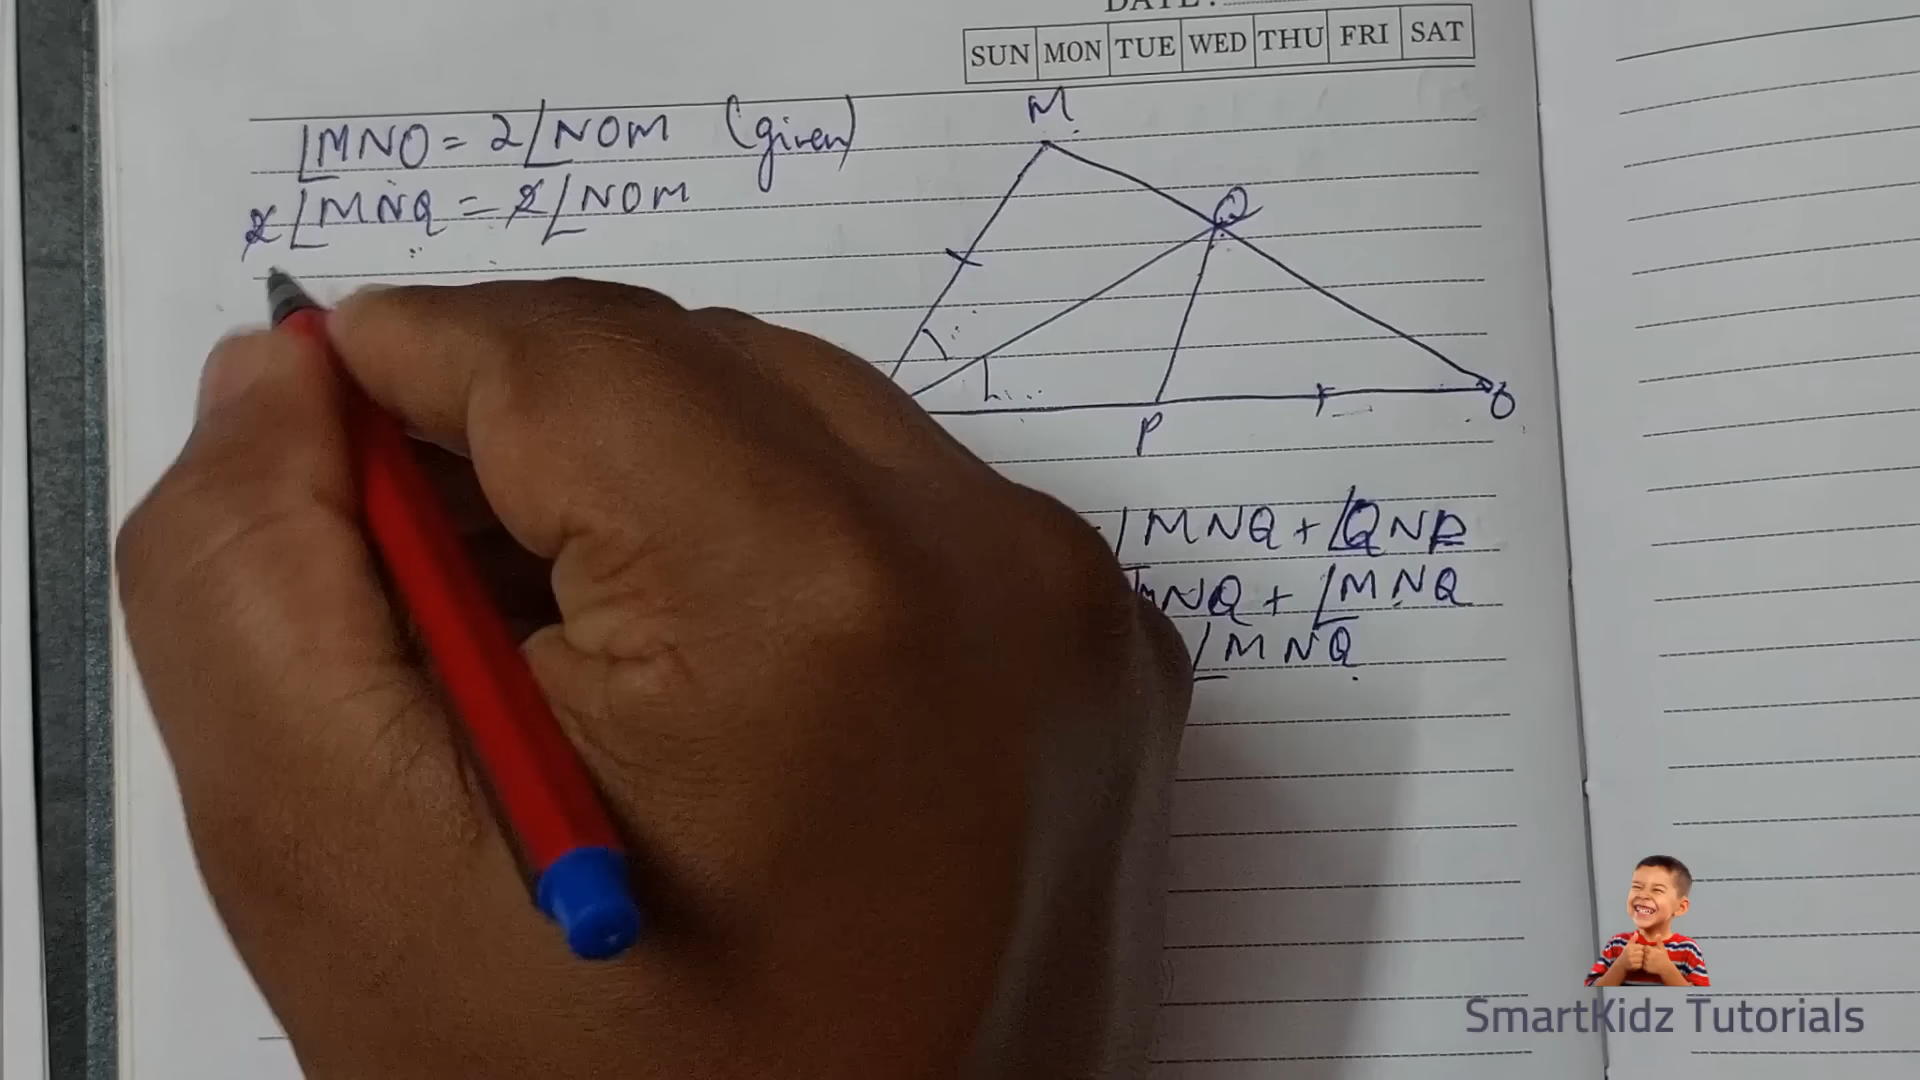 DATE:
SUN MON TUE WED THU FRI SAT
∠MNO = 2∠NOM (given)
2∠MNQ = 2∠NOM
M
Q
P
O
∠MNQ + ∠QNP
MNQ + ∠MNQ
∠MNQ
SmartKidz Tutorials